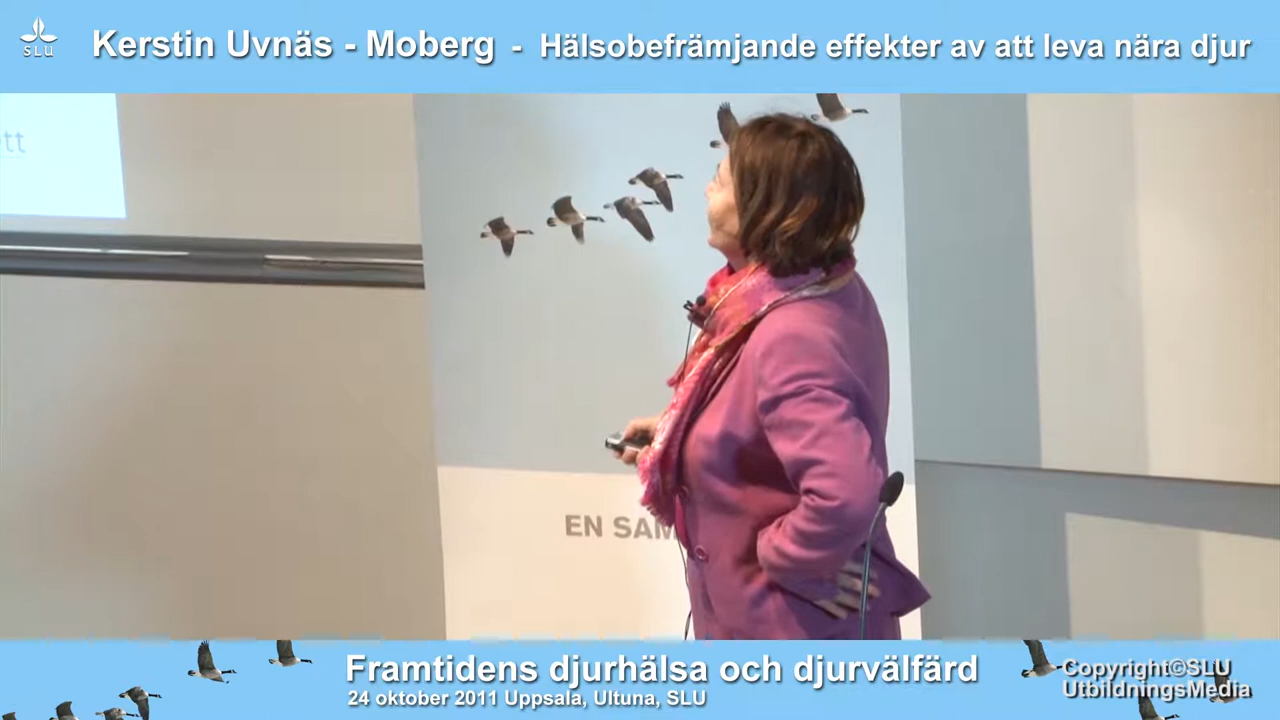 SLU
Kerstin Uvnäs - Moberg - Hälsobefrämjande effekter av att leva nära djur
tt
EN SAM
Framtidens djurhälsa och djurvälfärd
24 oktober 2011 Uppsala, Ultuna, SLU
Copyright©SLU
UtbildningsMedia